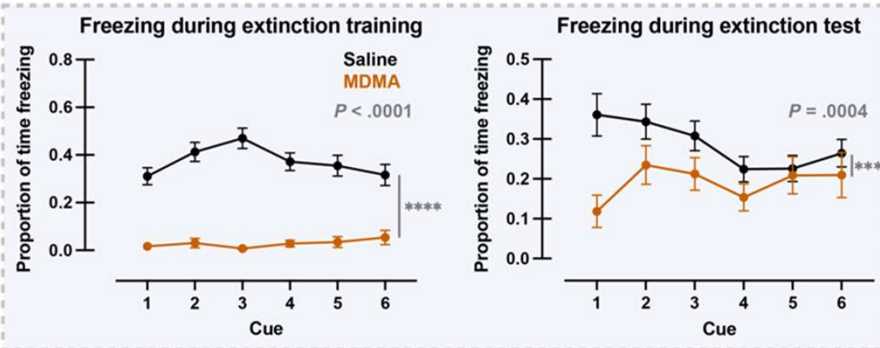 Freezing during extinction training
Proportion of time freezing
0.8
0.6
0.4
0.2
0.0
Saline
MDMA
P < .0001
****
1 2 3 4 5 6
Cue
Freezing during extinction test
Proportion of time freezing
0.5
0.4
0.3
0.2
0.1
0.0
P = .0004
***
1 2 3 4 5 6
Cue